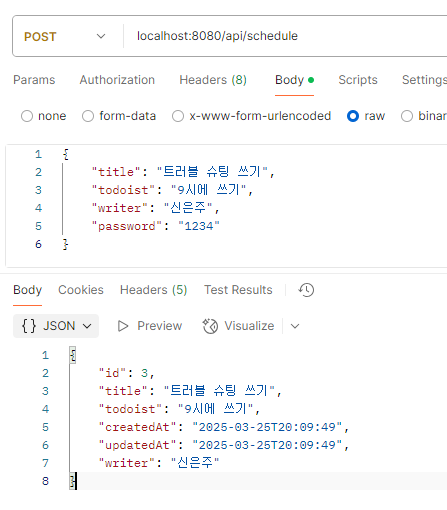 POST localhost:8080/api/schedule
Params Authorization Headers (8) Body Scripts Settings
none form-data x-www-form-urlencoded raw binar
1 {
2 "title": "트러블 슈팅 쓰기",
3 "todoist": "9시에 쓰기",
4 "writer": "신은주",
5 "password": "1234"
6 }
Body Cookies Headers (5) Test Results
{} JSON Preview Visualize
1 {
2 "id": 3,
3 "title": "트러블 슈팅 쓰기",
4 "todoist": "9시에 쓰기",
5 "createdAt": "2025-03-25T20:09:49",
6 "updatedAt": "2025-03-25T20:09:49",
7 "writer": "신은주"
8 }